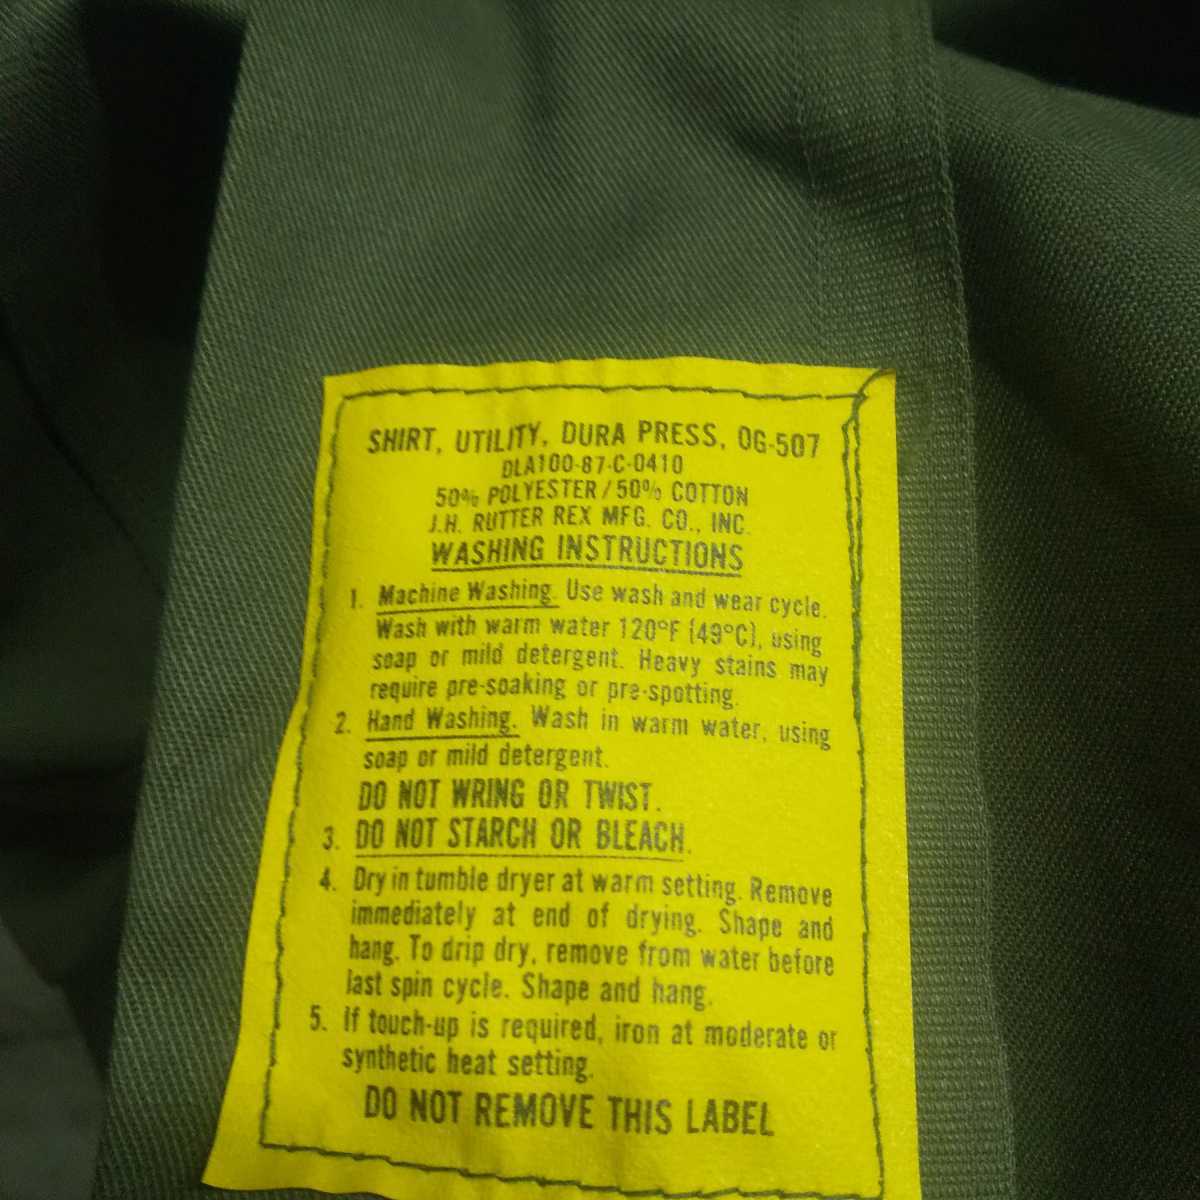 SHIRT, UTILITY, DURA PRESS, OG-507
DLA100-87-C-0410
50% POLYESTER / 50% COTTON
J.H. RUTTER REX MFG. CO., INC.
WASHING INSTRUCTIONS
1. Machine Washing. Use wash and wear cycle.
Wash with warm water 120°F (49°C), using
soap or mild detergent. Heavy stains may
require pre-soaking or pre-spotting.
2. Hand Washing. Wash in warm water, using
soap or mild detergent.
DO NOT WRING OR TWIST.
3. DO NOT STARCH OR BLEACH.
4. Dry in tumble dryer at warm setting. Remove
immediately at end of drying. Shape and
hang. To drip dry, remove from water before
last spin cycle. Shape and hang.
5. If touch-up is required, iron at moderate or
synthetic heat setting.
DO NOT REMOVE THIS LABEL